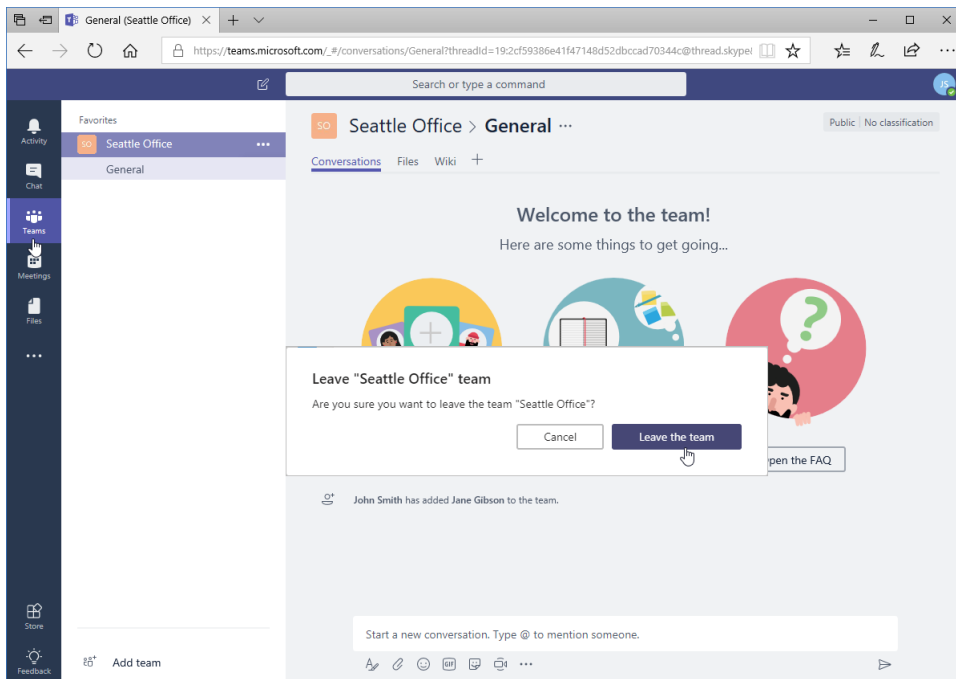 General (Seattle Office)
https://teams.microsoft.com/_#/conversations/General?threadId=19:2cf59386e41f47148d52dbccad70344c@thread.skype
Search or type a command
JS
Activity
Chat
Teams
Meetings
Files
Store
Feedback
Favorites
SO Seattle Office
General
Add team
SO Seattle Office > General
Public No classification
Conversations Files Wiki
Welcome to the team!
Here are some things to get going...
Leave "Seattle Office" team
Are you sure you want to leave the team "Seattle Office"?
Cancel Leave the team
pen the FAQ
John Smith has added Jane Gibson to the team.
Start a new conversation. Type @ to mention someone.
GIF